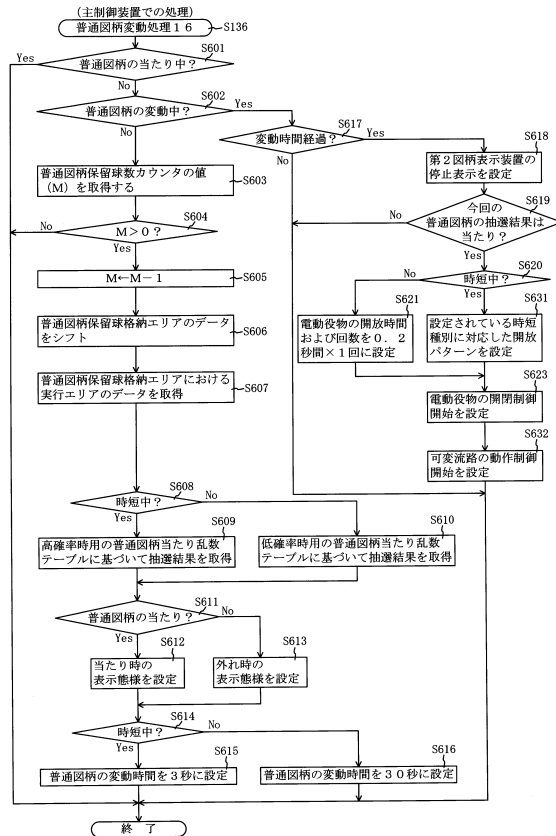 (主制御装置での処理)
普通図柄変動処理16
S136
S601
普通図柄の当たり中?
Yes
No
S602
普通図柄の変動中?
Yes
No
S617
変動時間経過?
Yes
No
S618
第2図柄表示装置の
停止表示を設定
S603
普通図柄保留球数カウンタの値
(M)を取得する
S619
今回の
普通図柄の抽選結果は
当たり?
No
Yes
S604
M>0?
No
Yes
S620
時短中?
No
Yes
S605
M←M-1
S621
電動役物の開放時間
および回数を0.2
秒間×1回に設定
S631
設定されている時短
種別に対応した開放
パターンを設定
S606
普通図柄保留球格納エリアのデータ
をシフト
S607
普通図柄保留球格納エリアにおける
実行エリアのデータを取得
S623
電動役物の開閉制御
開始を設定
S632
可変流路の動作制御
開始を設定
S608
時短中?
No
Yes
S609
高確率時用の普通図柄当たり乱数
テーブルに基づいて抽選結果を取得
S610
低確率時用の普通図柄当たり乱数
テーブルに基づいて抽選結果を取得
S611
普通図柄の当たり?
No
Yes
S612
当たり時の
表示態様を設定
S613
外れ時の
表示態様を設定
S614
時短中?
No
Yes
S615
普通図柄の変動時間を3秒に設定
S616
普通図柄の変動時間を30秒に設定
終了